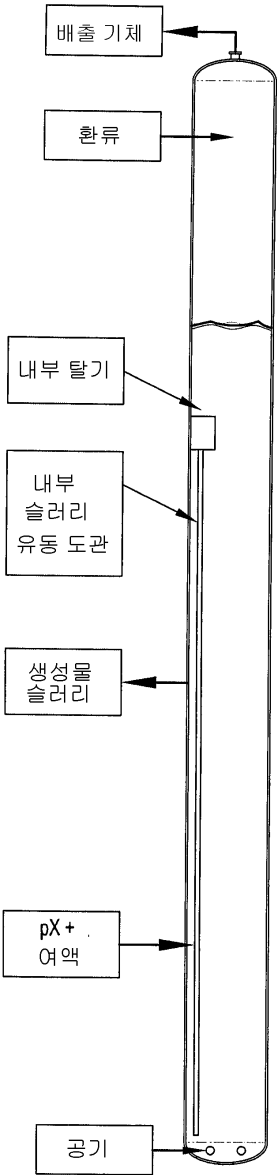 배출 기체
환류
내부 탈기
내부
슬러리
유동 도관
생성물
슬러리
pX +
여액
공기